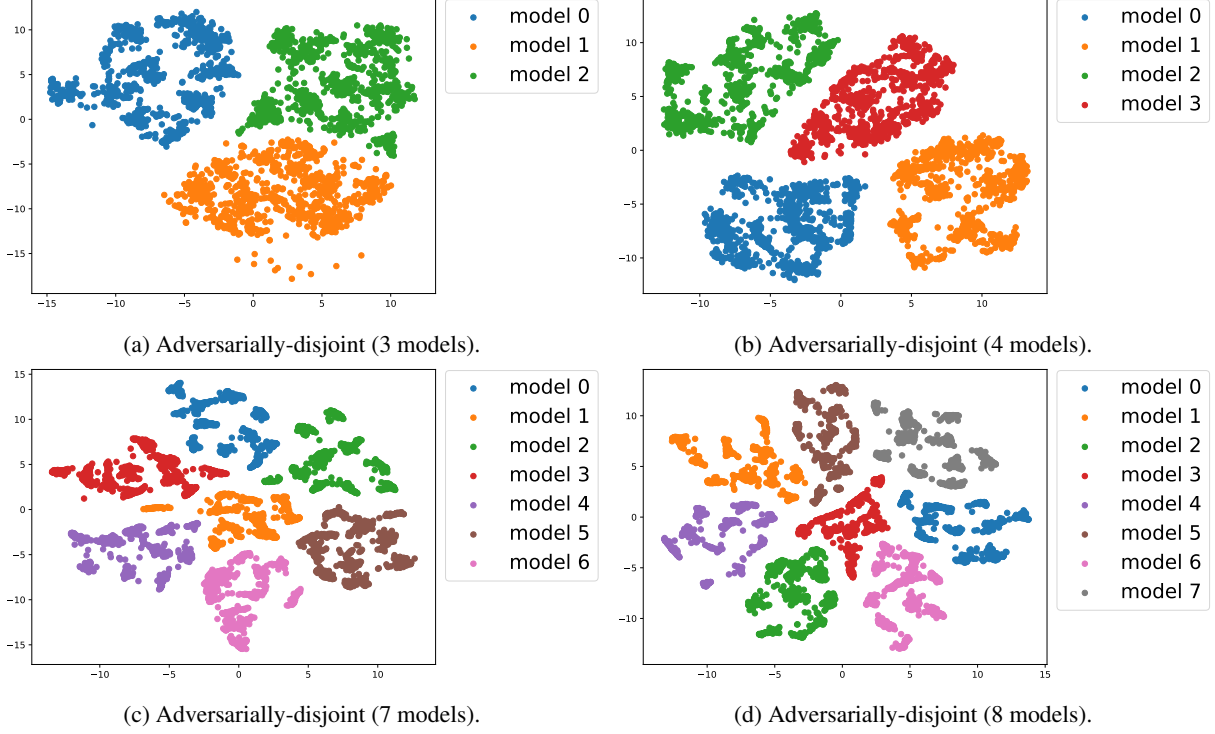 10
5
0
−5
−10
−15
−15
−10
−5
0
5
10
model 0
model 1
model 2
(a) Adversarially-disjoint (3 models).
10
5
0
−5
−10
−10
−5
0
5
10
model 0
model 1
model 2
model 3
(b) Adversarially-disjoint (4 models).
15
10
5
0
−5
−10
−15
−10
−5
0
5
10
model 0
model 1
model 2
model 3
model 4
model 5
model 6
(c) Adversarially-disjoint (7 models).
10
5
0
−5
−10
−10
−5
0
5
10
15
model 0
model 1
model 2
model 3
model 4
model 5
model 6
model 7
(d) Adversarially-disjoint (8 models).